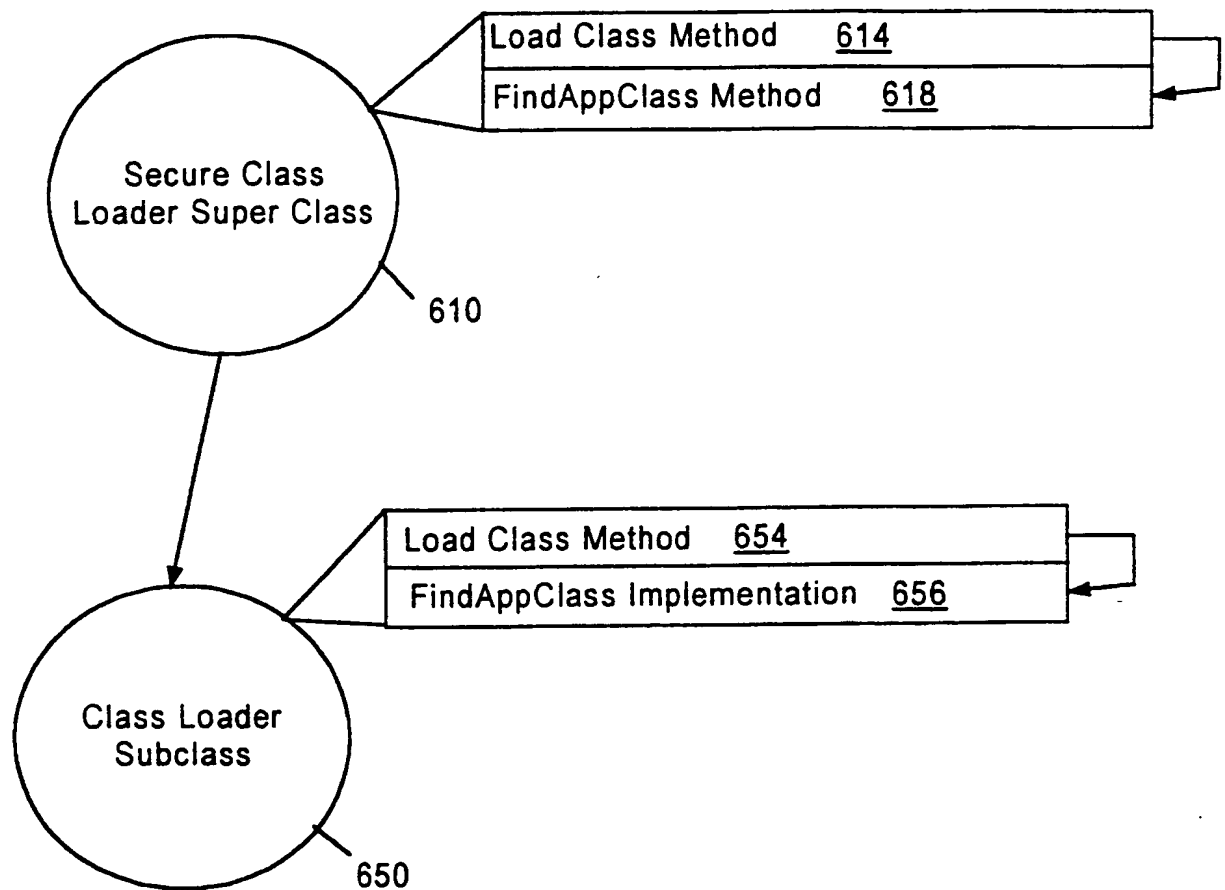 Load Class Method 614
FindAppClass Method 618
Secure Class
Loader Super Class
610
Load Class Method 654
FindAppClass Implementation 656
Class Loader
Subclass
650